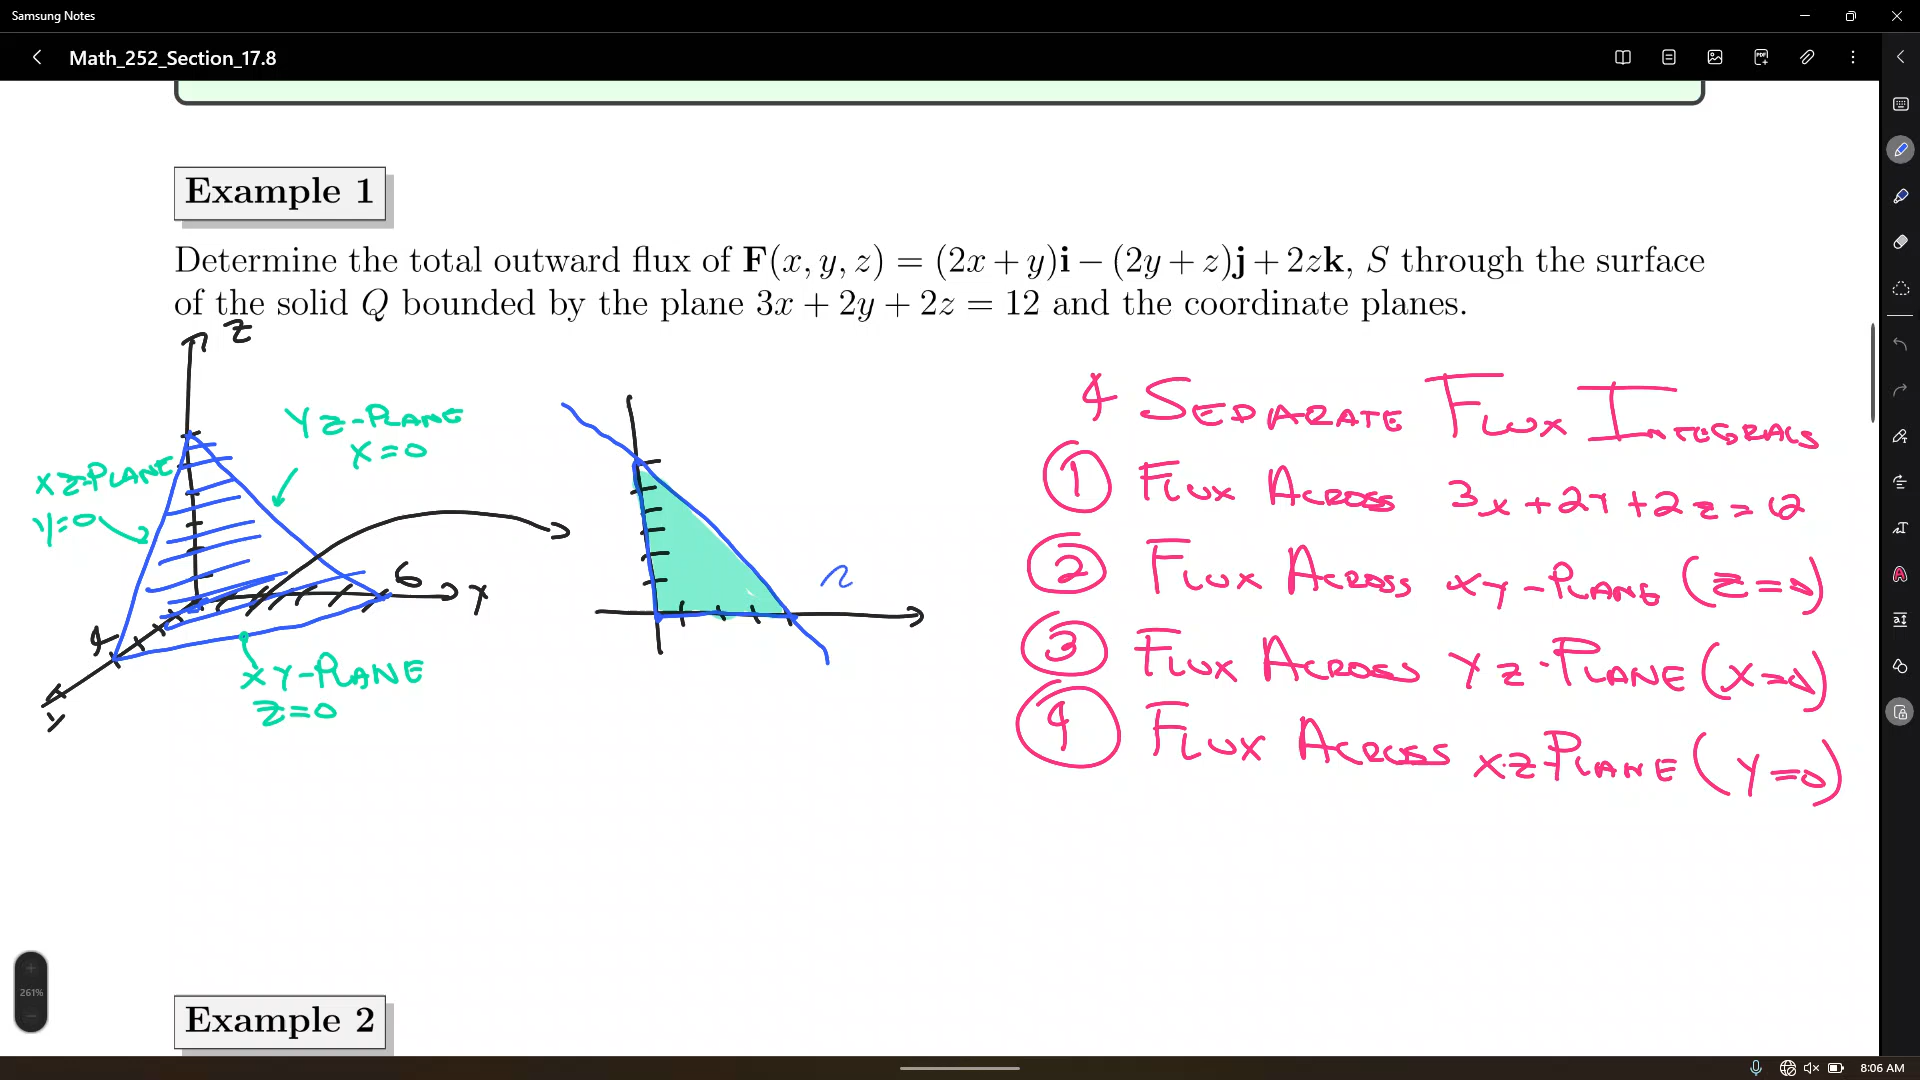 Samsung Notes
Math_252_Section_17.8
Example 1
Determine the total outward flux of F(x, y, z) = (2x + y)i − (2y + z)j + 2zk, S through the surface
of the solid Q bounded by the plane 3x + 2y + 2z = 12 and the coordinate planes.
Z
YZ-PLANE
X=0
XZ-PLANE
Y=0
6
X
4
XY-PLANE
Z=0
Y
2
4 SEPARATE FLUX INTEGRALS
1 FLUX ACROSS 3x+2y+2z=12
2 FLUX ACROSS XY-PLANE (Z=0)
3 FLUX ACROSS YZ-PLANE (X=0)
4 FLUX ACROSS XZ-PLANE (Y=0)
261%
Example 2
8:06 AM